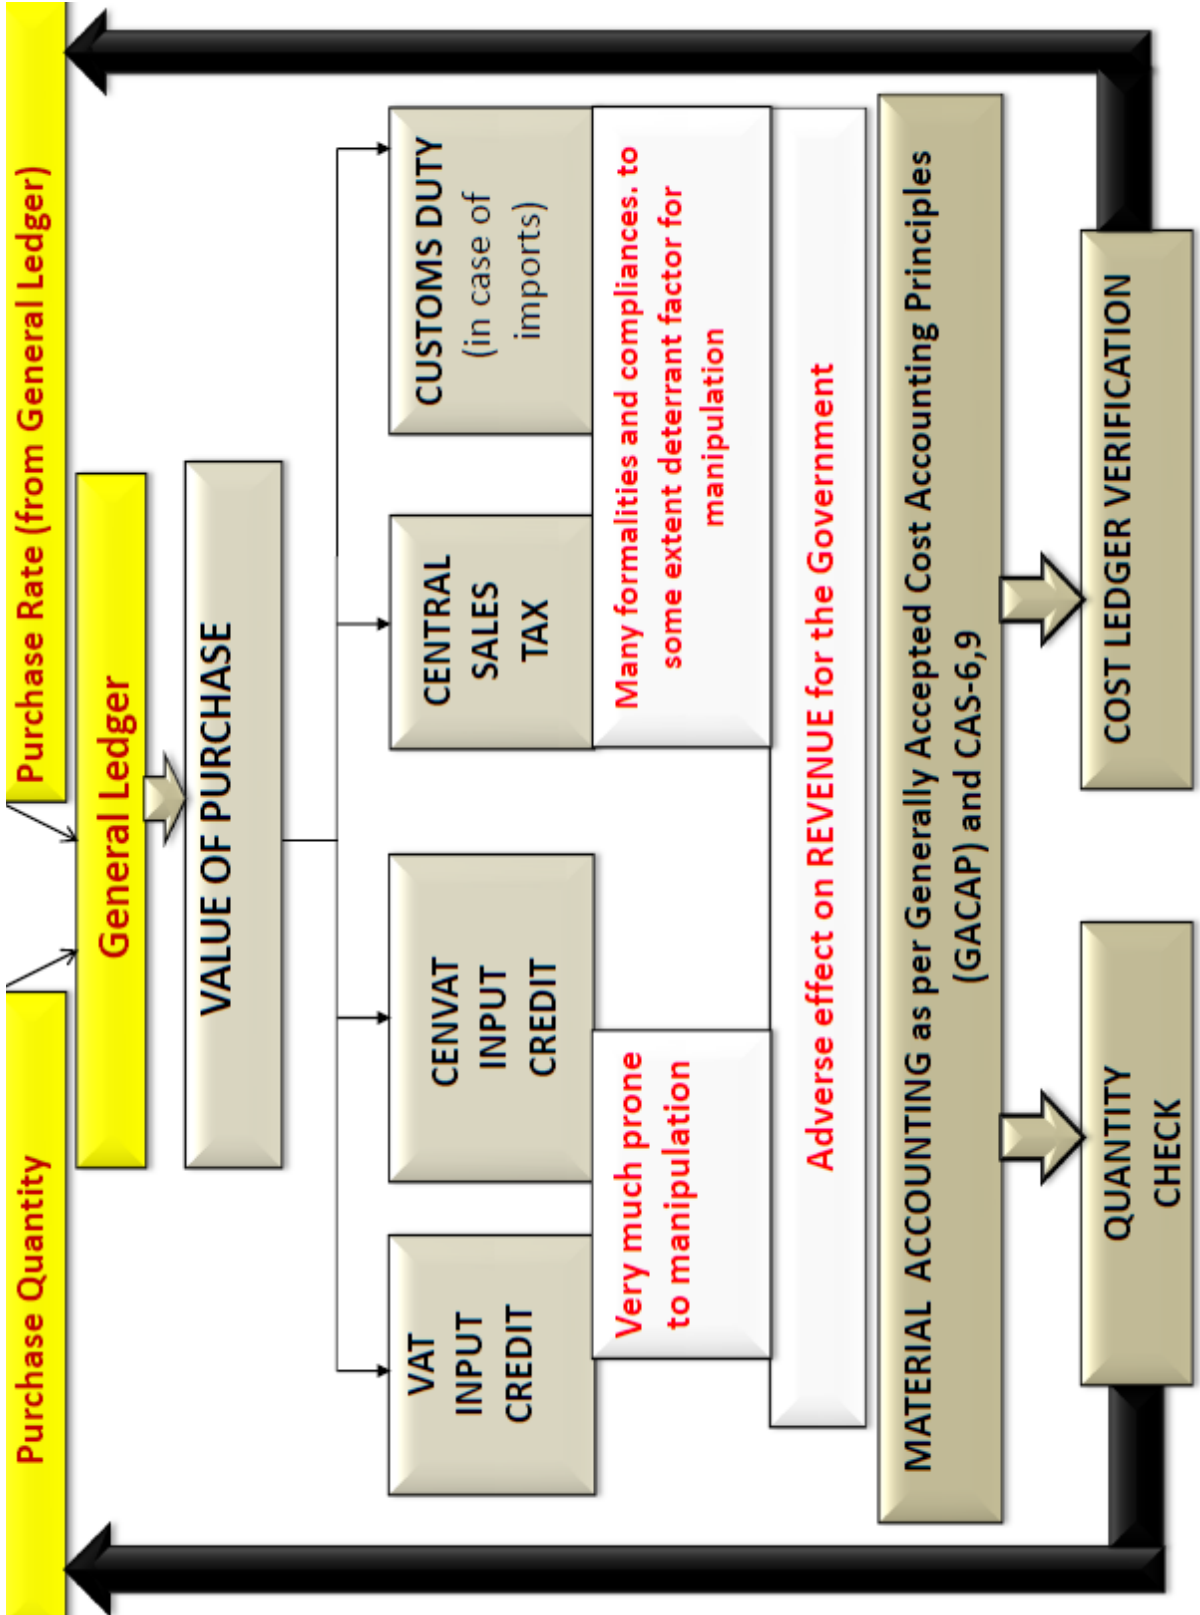 Purchase Quantity
Purchase Rate (from General Ledger)
General Ledger
VALUE OF PURCHASE
VAT
INPUT
CREDIT
CENVAT
INPUT
CREDIT
CENTRAL
SALES
TAX
CUSTOMS DUTY
(in case of
imports)
Very much prone
to manipulation
Many formalities and compliances. to
some extent deterrant factor for
manipulation
Adverse effect on REVENUE for the Government
MATERIAL ACCOUNTING as per Generally Accepted Cost Accounting Principles
(GACAP) and CAS-6,9
QUANTITY
CHECK
COST LEDGER VERIFICATION